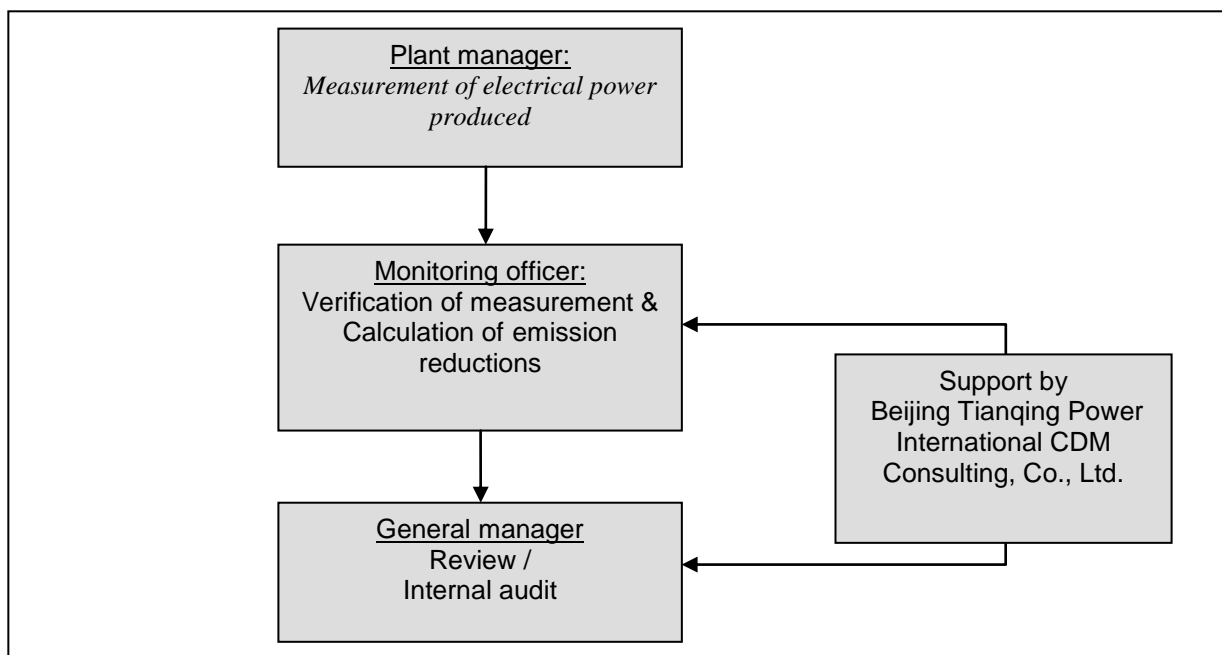 Plant manager:
Measurement of electrical power
produced
Monitoring officer:
Verification of measurement &
Calculation of emission
reductions
Support by
Beijing Tianqing Power
International CDM
Consulting, Co., Ltd.
General manager
Review /
Internal audit